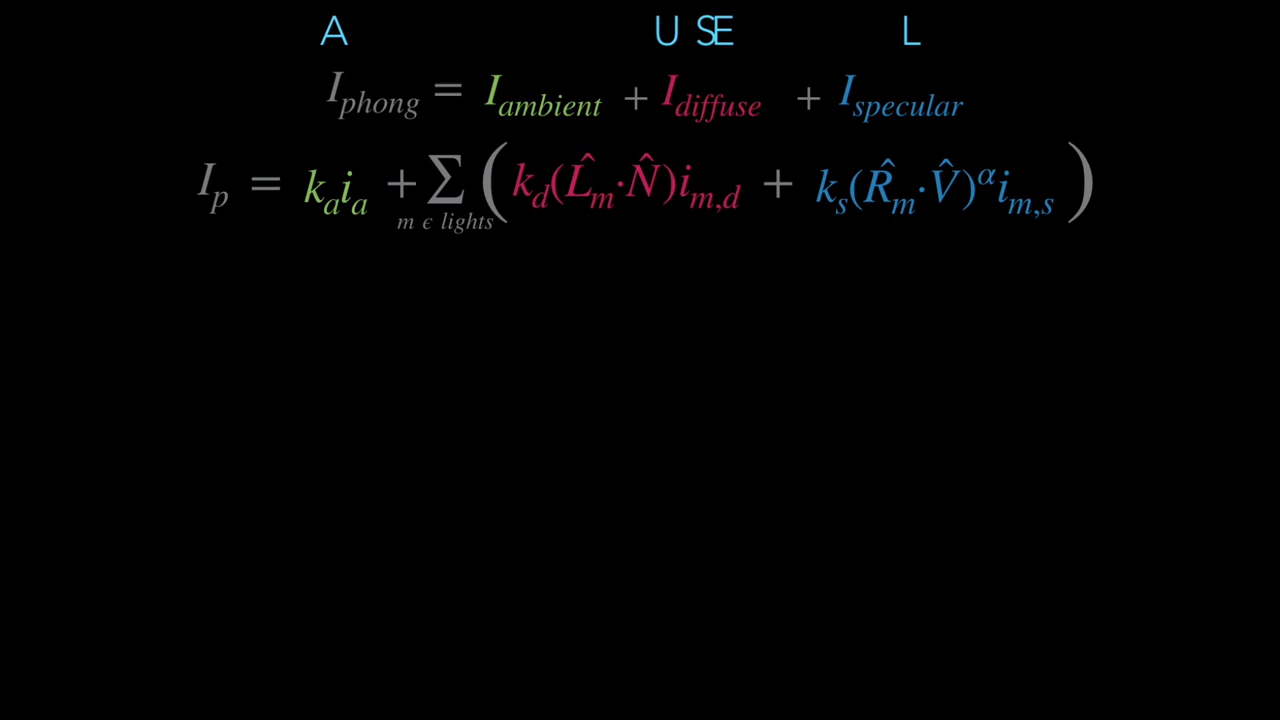 A U SE L
I_phong = I_ambient + I_diffuse + I_specular
I_p = k_a i_a + Σ_{m ϵ lights} ( k_d(L̂_m·N̂)i_{m,d} + k_s(R̂_m·V̂)^α i_{m,s} )